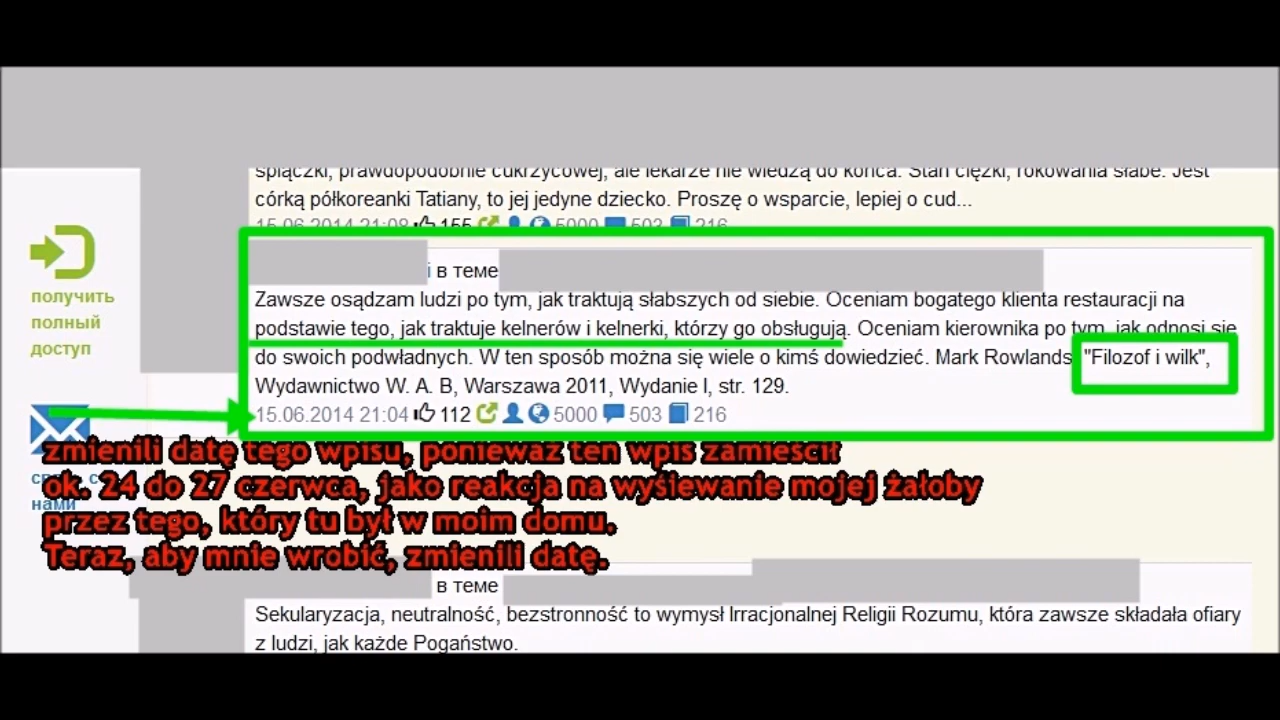 śpiączki, prawdopodobnie cukrzycowej, ale lekarze nie wiedzą do końca. Stan ciężki, rokowania słabe. Jest
córką półkoreanki Tatiany, to jej jedyne dziecko. Proszę o wsparcie, lepiej o cud...
15.06.2014 21:08 155 5000 503 216
i в теме
Zawsze osądzam ludzi po tym, jak traktują słabszych od siebie. Oceniam bogatego klienta restauracji na
podstawie tego, jak traktuje kelnerów i kelnerki, którzy go obsługują. Oceniam kierownika po tym, jak odnosi się
do swoich podwładnych. W ten sposób można się wiele o kimś dowiedzieć. Mark Rowlands "Filozof i wilk",
Wydawnictwo W. A. B, Warszawa 2011, Wydanie I, str. 129.
15.06.2014 21:04 112 5000 503 216
получить
полный
доступ
нами
zmienili datę tego wpisu, ponieważ ten wpis zamieścił
ok. 24 do 27 czerwca, jako reakcja na wyśiewanie mojej żałoby
przez tego, który tu był w moim domu.
Teraz, aby mnie wrobić, zmienili datę.
в теме
Sekularyzacja, neutralność, bezstronność to wymysł Irracjonalnej Religii Rozumu, która zawsze składała ofiary
z ludzi, jak każde Pogaństwo.